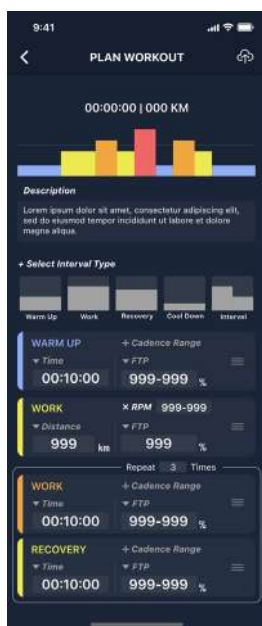 9:41
PLAN WORKOUT
00:00:00 | 000 KM
Description
Lorem ipsum dolor sit amet, consectetur adipiscing elit,
sed do eiusmod tempor incididunt ut labore et dolore
magna aliqua.
+ Select Interval Type
Warm Up Work Recovery Cool Down Interval
WARM UP + Cadence Range
▾ Time ▾ FTP
00:10:00 999-999 %
WORK × RPM 999-999
▾ Distance ▾ FTP
999 km 999 %
Repeat 3 Times
WORK + Cadence Range
▾ Time ▾ FTP
00:10:00 999-999 %
RECOVERY + Cadence Range
▾ Time ▾ FTP
00:10:00 999-999 %